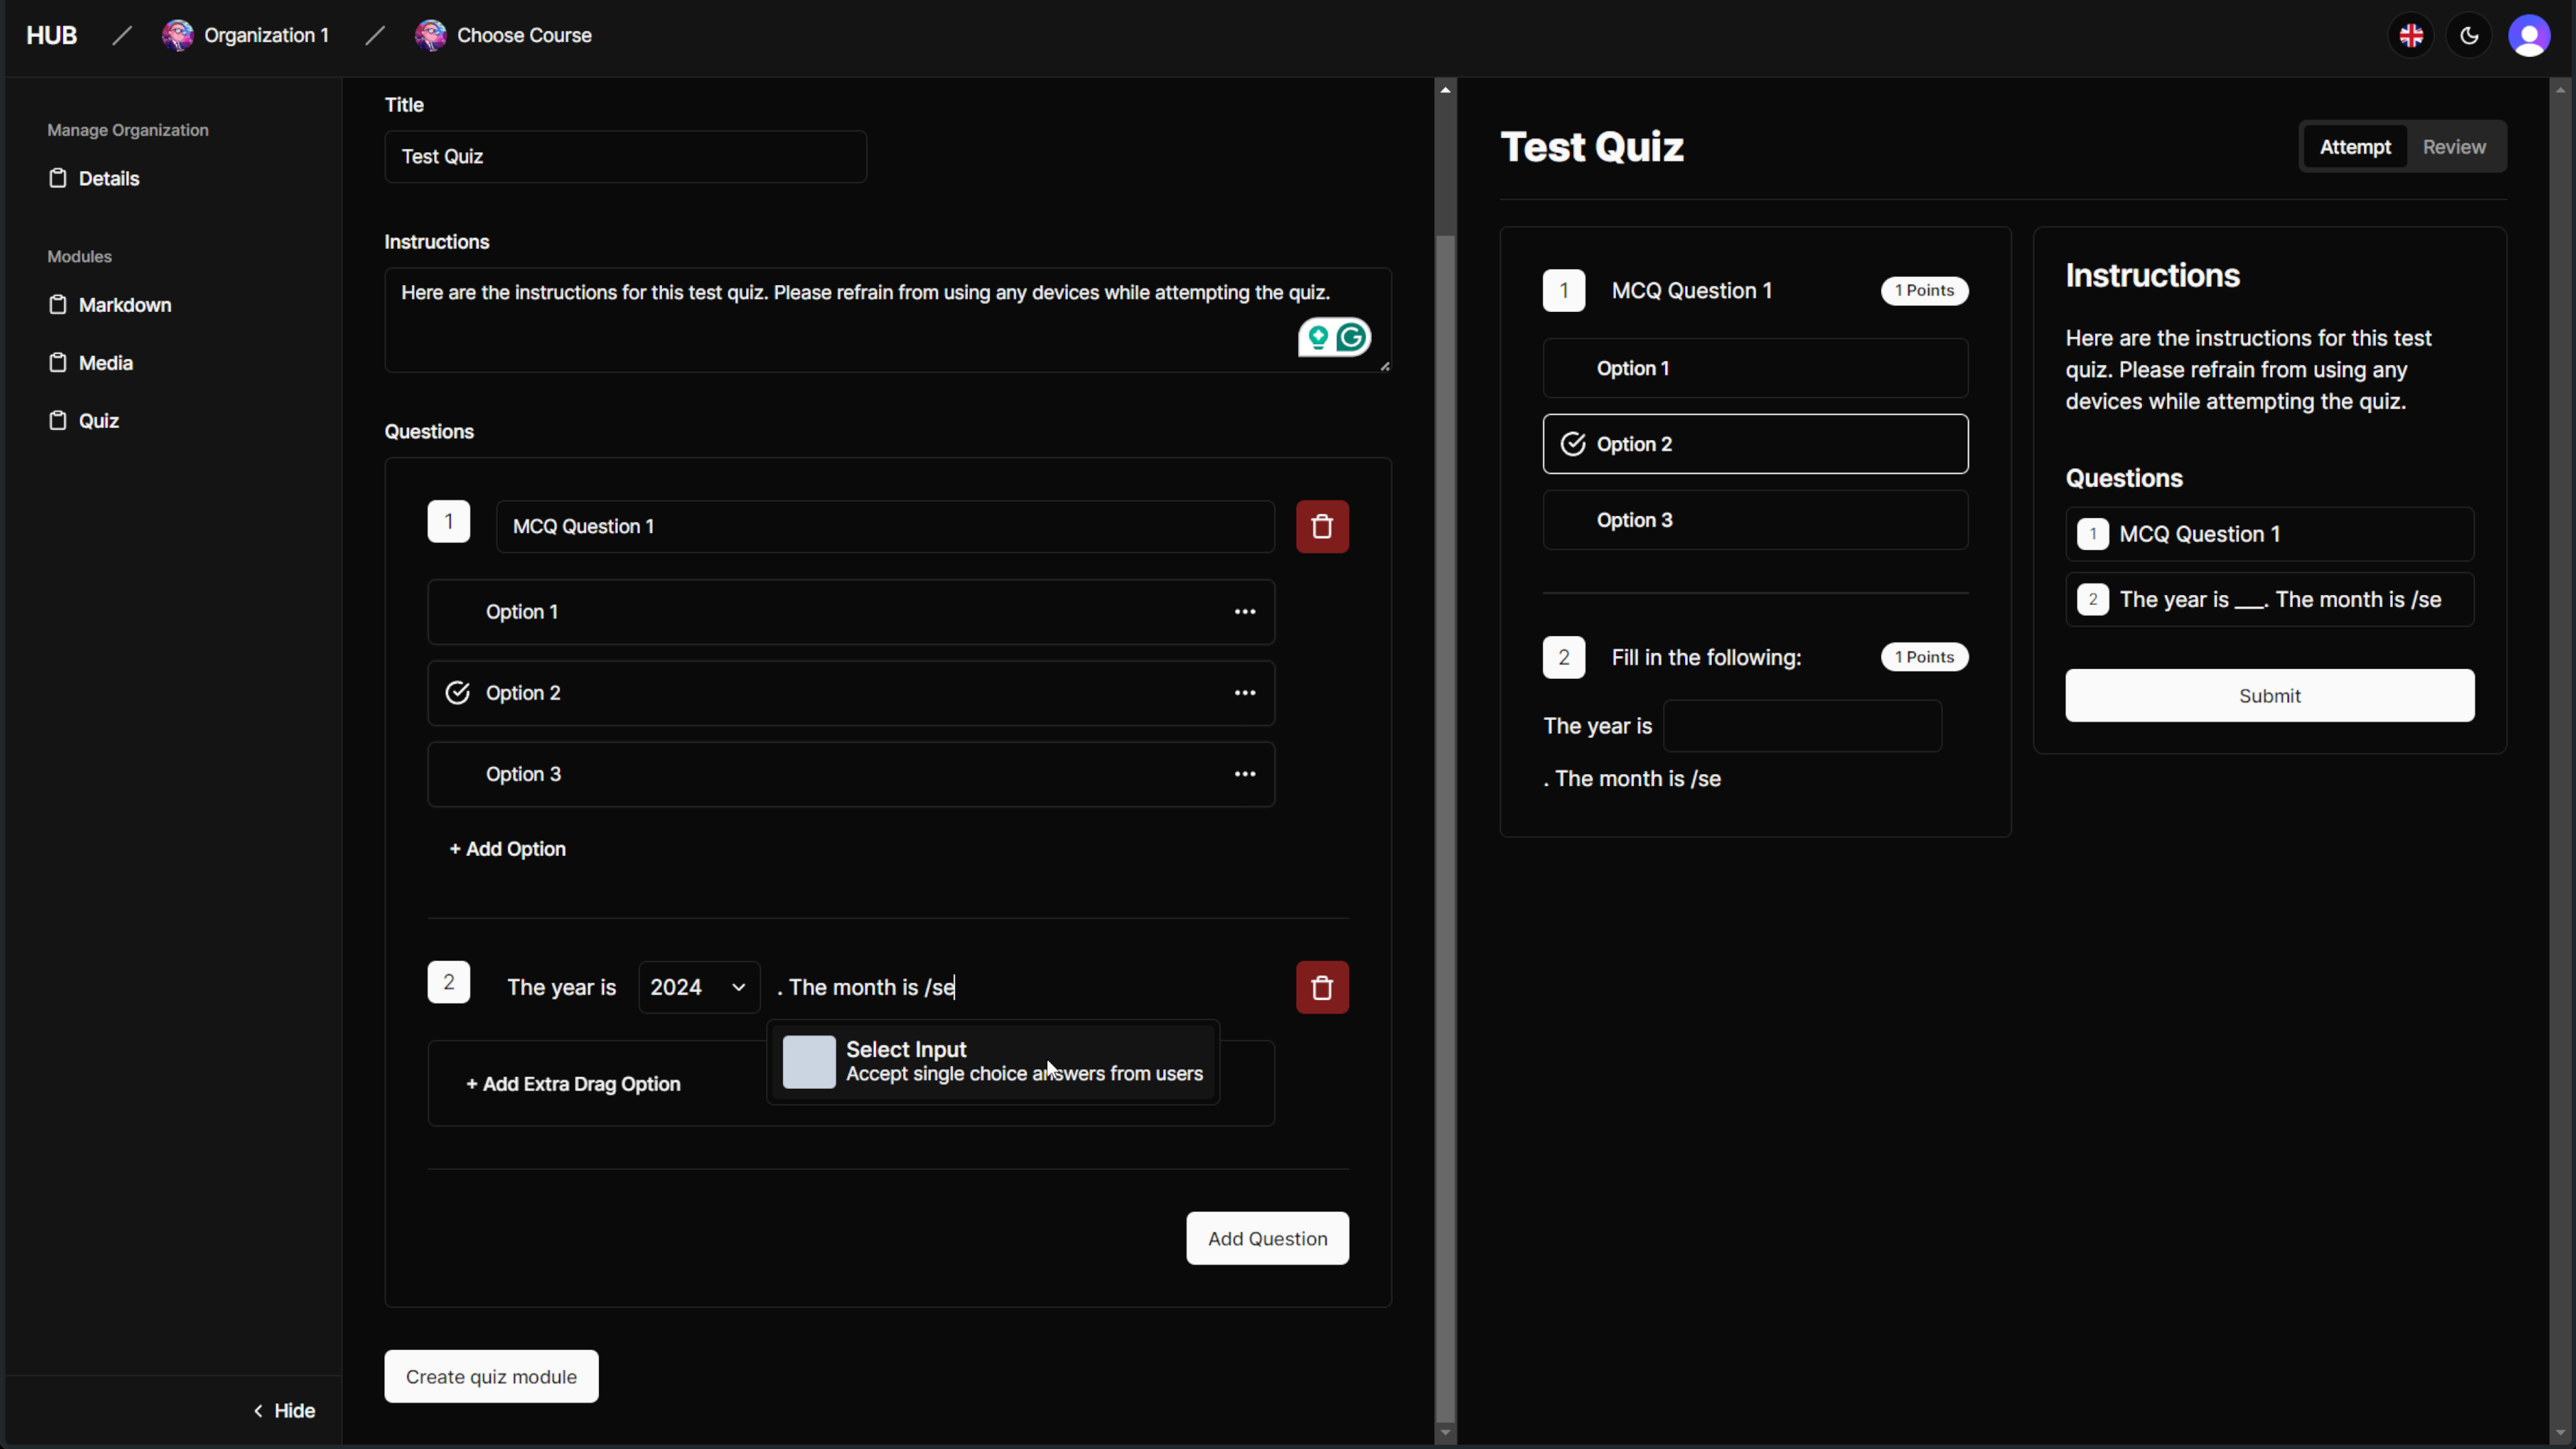 HUB / Organization 1 / Choose Course
Manage Organization
Details
Modules
Markdown
Media
Quiz
Hide
Title
Test Quiz
Instructions
Here are the instructions for this test quiz. Please refrain from using any devices while attempting the quiz.
Questions
1 MCQ Question 1
Option 1
Option 2
Option 3
+ Add Option
2 The year is 2024 . The month is /se
Select Input
Accept single choice answers from users
+ Add Extra Drag Option
Add Question
Create quiz module
Test Quiz
Attempt Review
1 MCQ Question 1 1 Points
Option 1
Option 2
Option 3
2 Fill in the following: 1 Points
The year is
. The month is /se
Instructions
Here are the instructions for this test
quiz. Please refrain from using any
devices while attempting the quiz.
Questions
1 MCQ Question 1
2 The year is ___. The month is /se
Submit